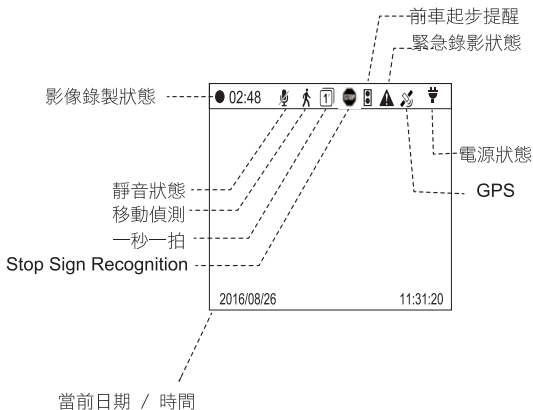 前車起步提醒
緊急錄影狀態
影像錄製狀態
02:48
1"
STOP
電源狀態
GPS
靜音狀態
移動偵測
一秒一拍
Stop Sign Recognition
2016/08/26 11:31:20
當前日期 / 時間